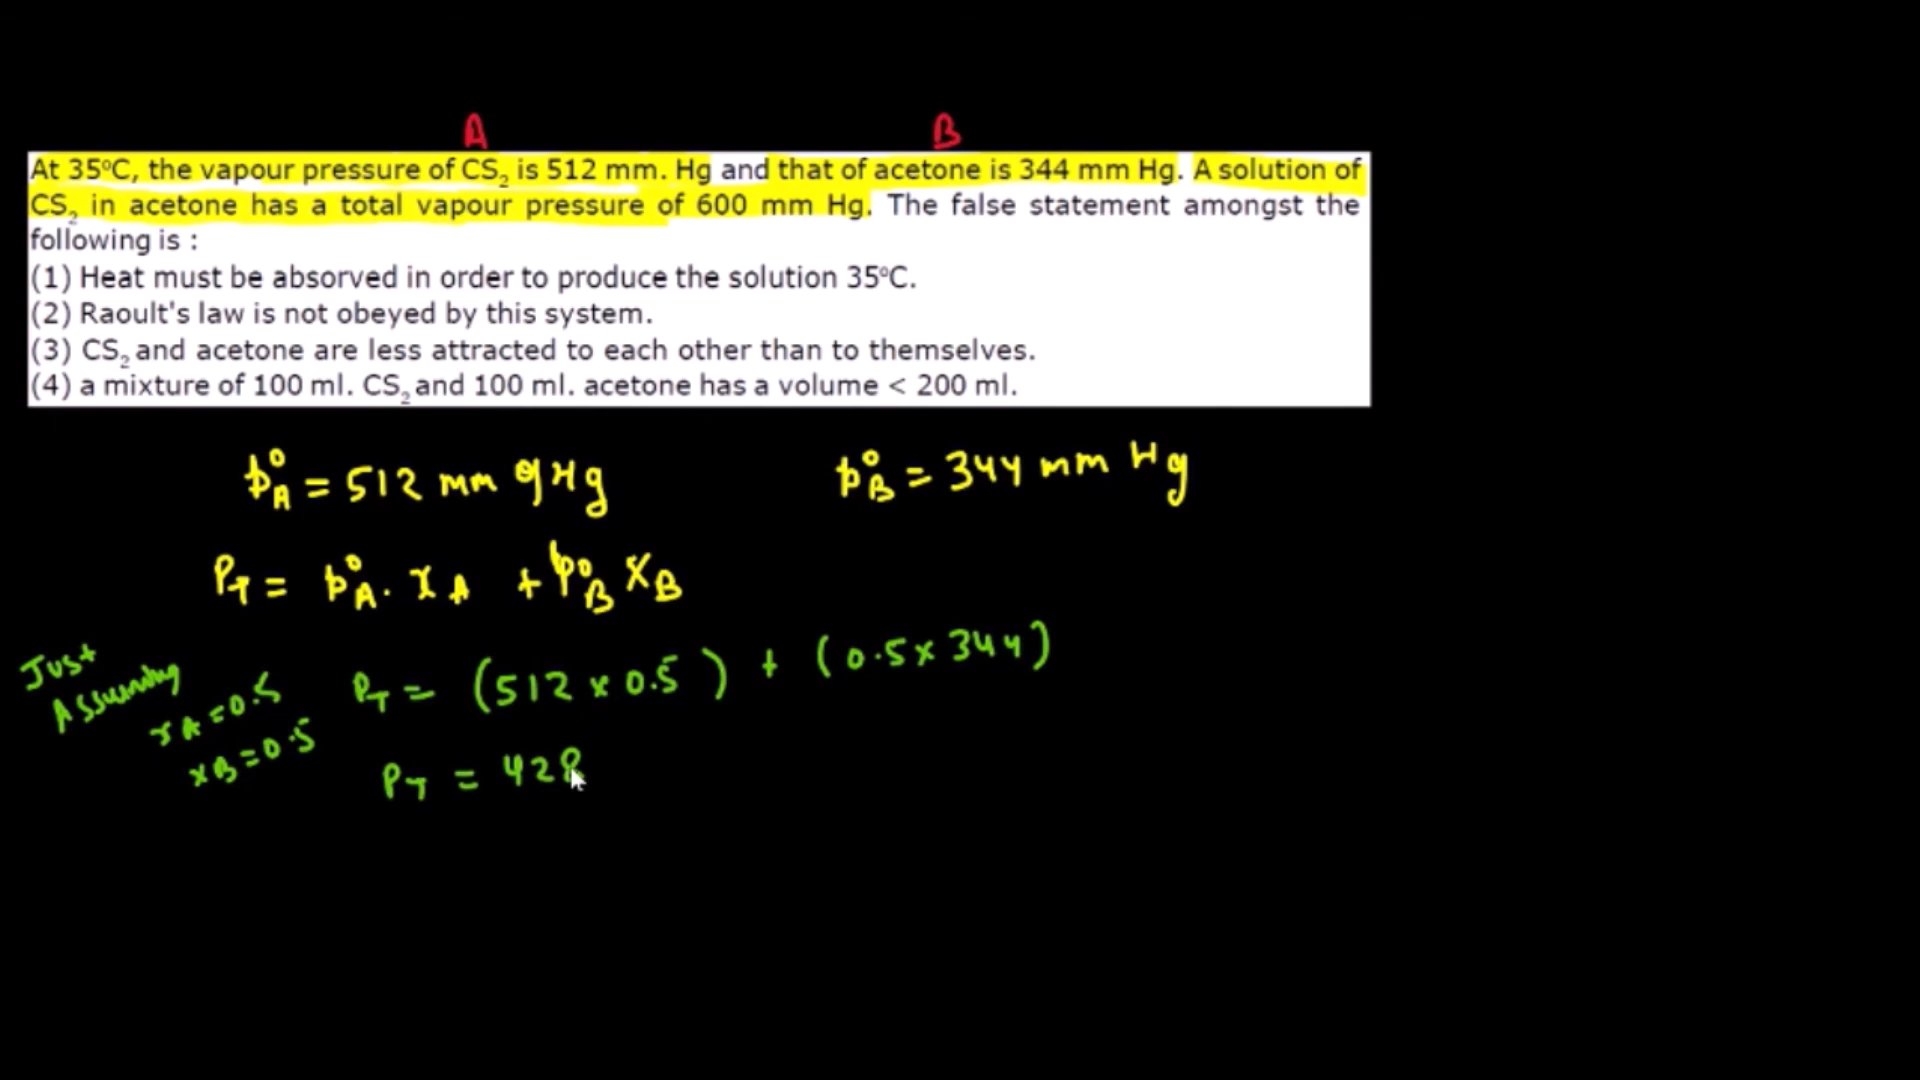 A B
At 35°C, the vapour pressure of CS₂ is 512 mm. Hg and that of acetone is 344 mm Hg. A solution of
CS₂ in acetone has a total vapour pressure of 600 mm Hg. The false statement amongst the
following is :
(1) Heat must be absorved in order to produce the solution 35°C.
(2) Raoult's law is not obeyed by this system.
(3) CS₂ and acetone are less attracted to each other than to themselves.
(4) a mixture of 100 ml. CS₂ and 100 ml. acetone has a volume < 200 ml.
p°A = 512 mm of Hg p°B = 344 mm Hg
PT = p°A . xA + p°B xB
Just
Assuming
xA = 0.5
xB = 0.5
PT = (512 x 0.5) + (0.5 x 344)
PT = 428